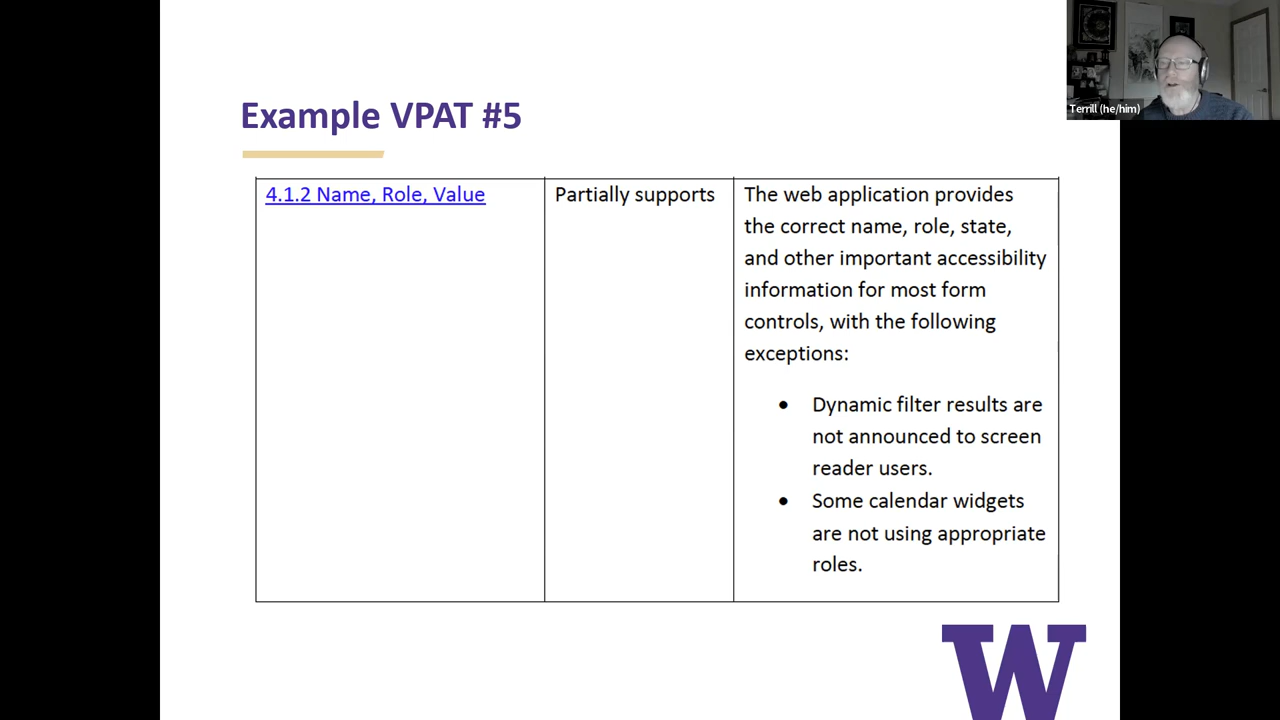 Example VPAT #5
Terrill (he/him)
4.1.2 Name, Role, Value
Partially supports
The web application provides
the correct name, role, state,
and other important accessibility
information for most form
controls, with the following
exceptions:
• Dynamic filter results are
not announced to screen
reader users.
• Some calendar widgets
are not using appropriate
roles.
W